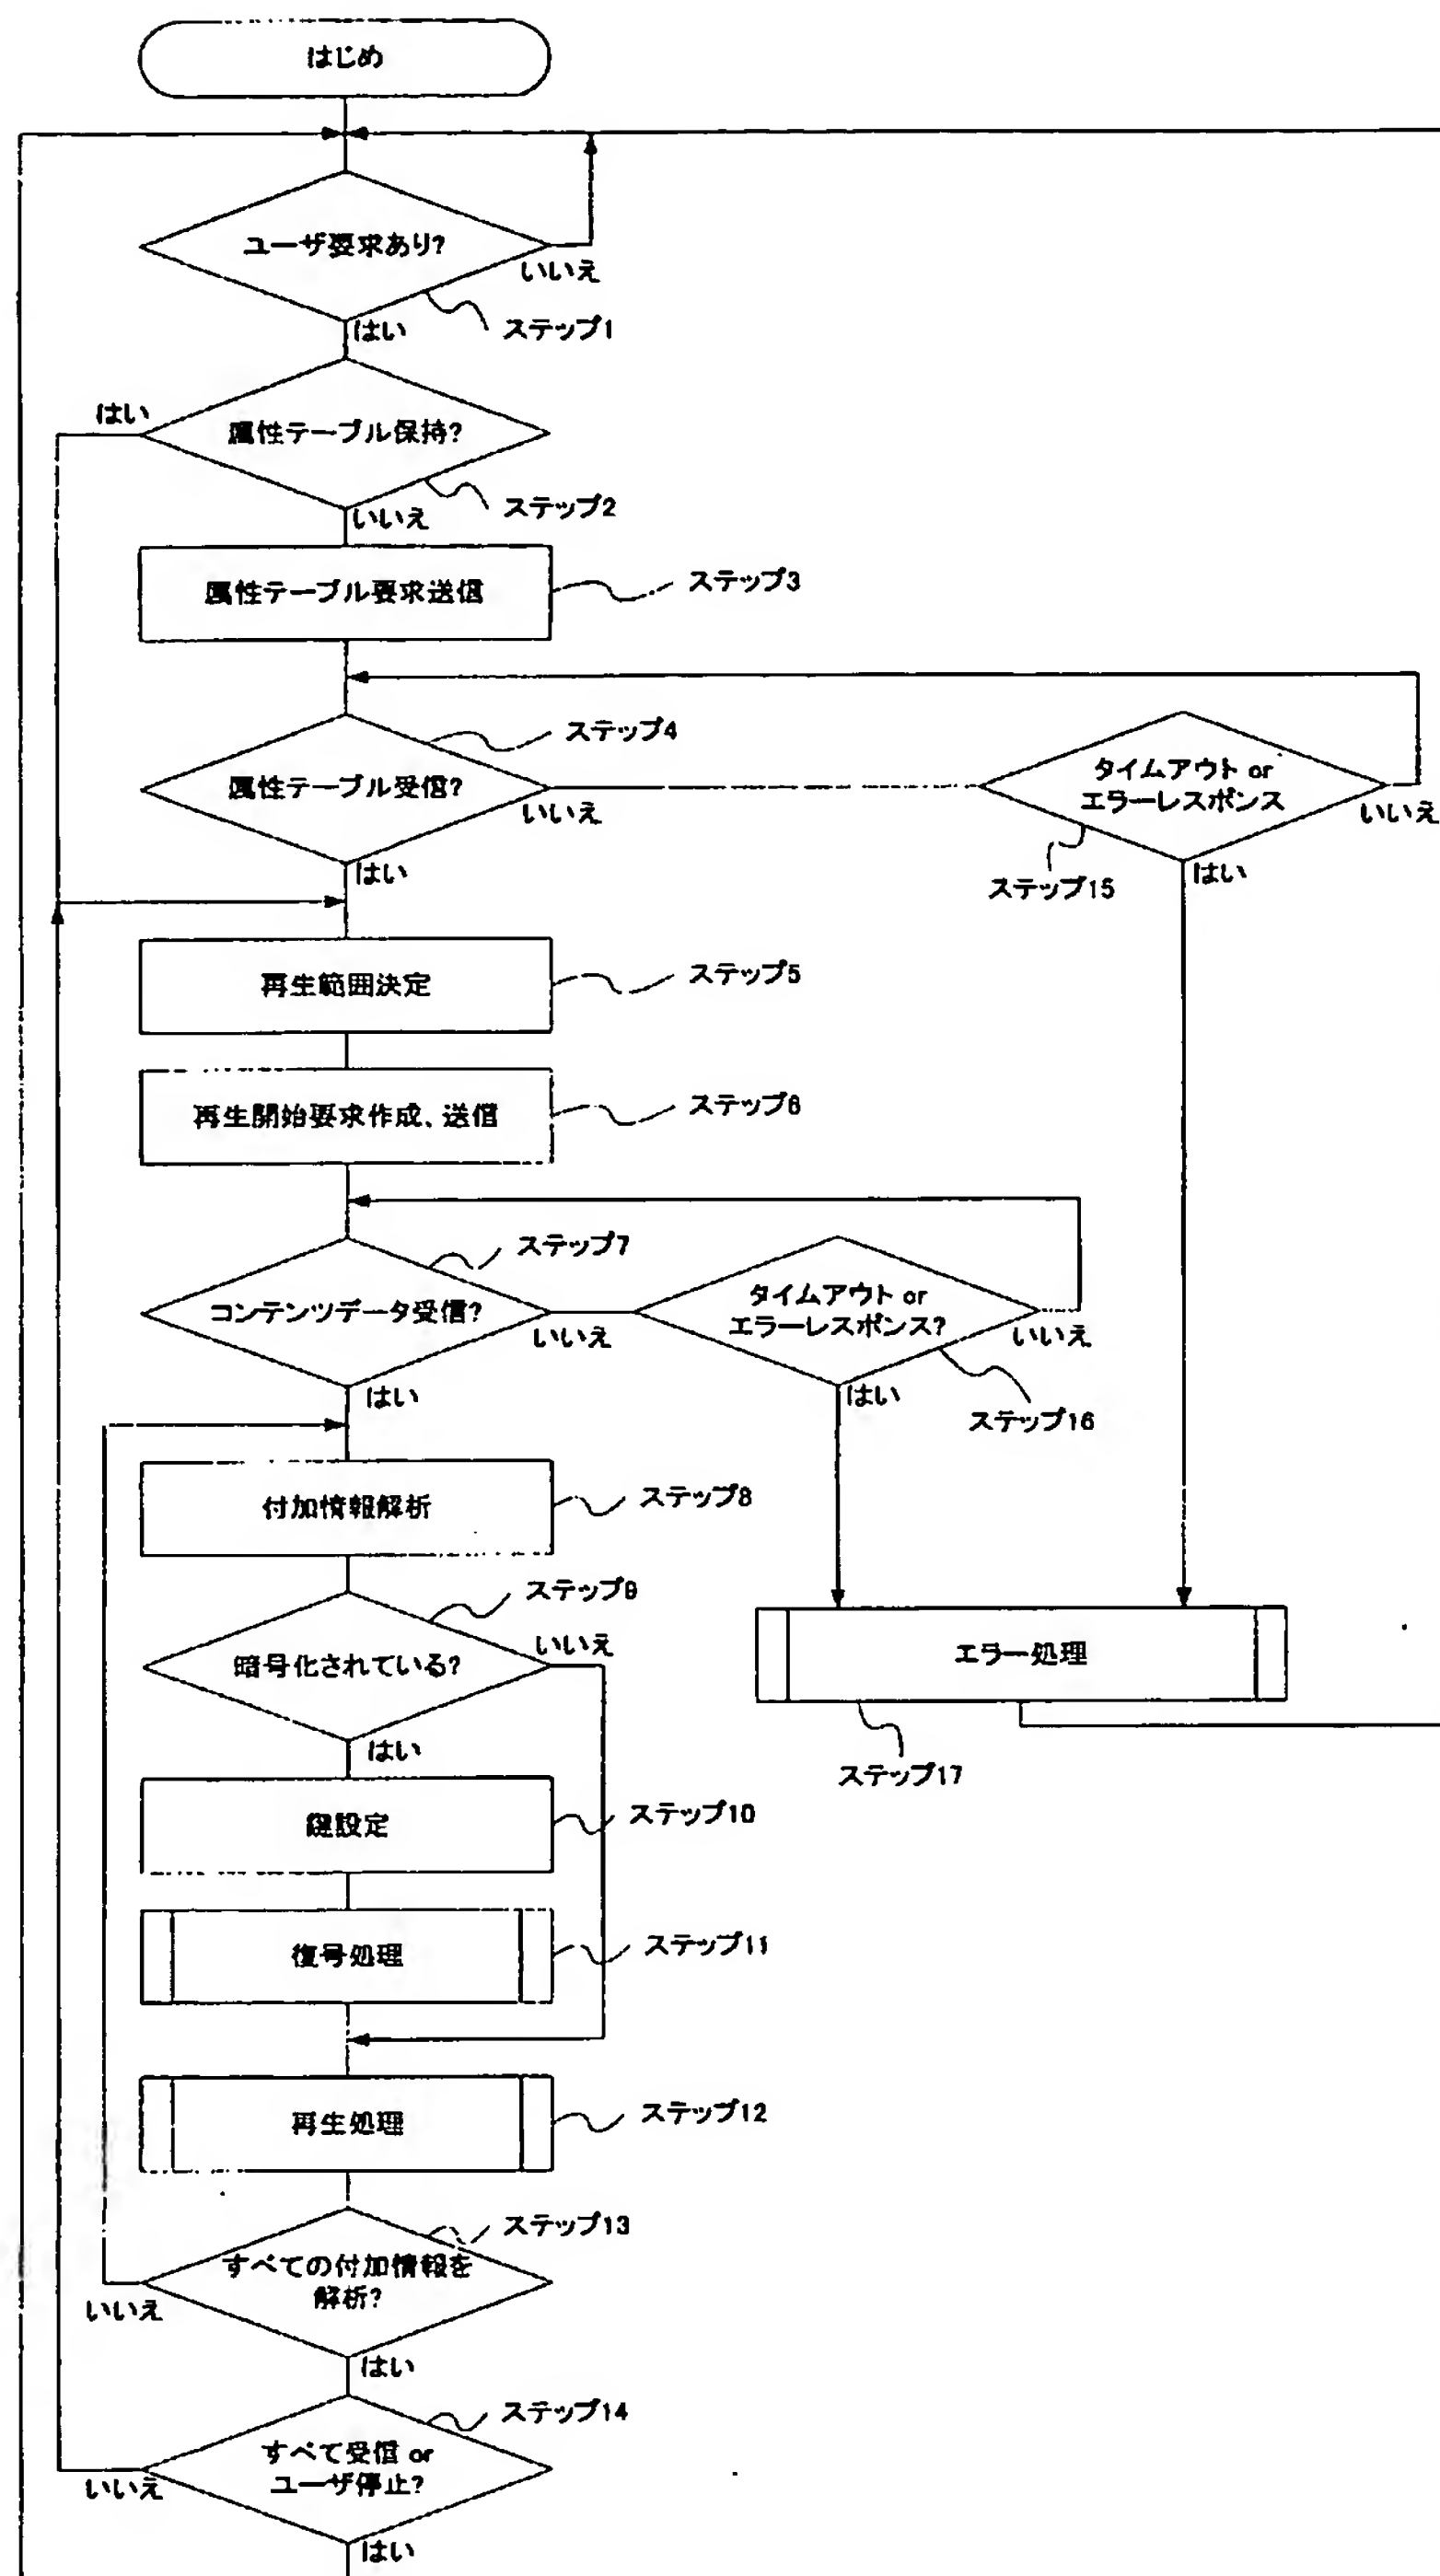 はじめ
ユーザ要求あり?
いいえ
はい
ステップ1
はい
属性テーブル保持?
ステップ2
いいえ
属性テーブル要求送信
ステップ3
ステップ4
属性テーブル受信?
いいえ
はい
タイムアウト or
エラーレスポンス
いいえ
ステップ15
はい
再生範囲決定
ステップ5
再生開始要求作成、送信
ステップ6
ステップ7
コンテンツデータ受信?
いいえ
はい
タイムアウト or
エラーレスポンス?
いいえ
はい
ステップ16
付加情報解析
ステップ8
ステップ9
暗号化されている?
いいえ
はい
エラー処理
ステップ17
鍵設定
ステップ10
復号処理
ステップ11
再生処理
ステップ12
ステップ13
すべての付加情報を
解析?
いいえ
はい
ステップ14
すべて受信 or
ユーザ停止?
いいえ
はい